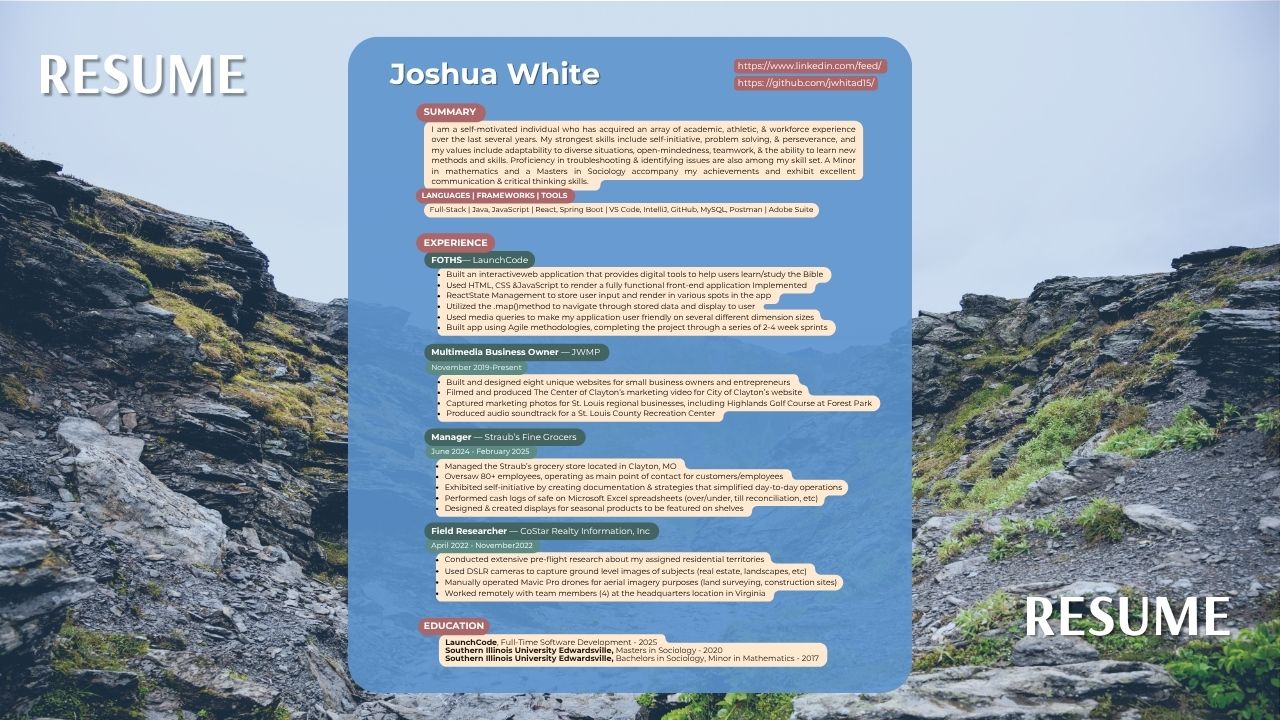 RESUME
Joshua White
https://www.linkedin.com/feed/
https: //github.com/jwhitad15/
SUMMARY
I am a self-motivated individual who has acquired an array of academic, athletic, & workforce experience
over the last several years. My strongest skills include self-initiative, problem solving, & perseverance, and
my values include adaptability to diverse situations, open-mindedness, teamwork, & the ability to learn new
methods and skills. Proficiency in troubleshooting & identifying issues are also among my skill set. A Minor
in mathematics and a Masters in Sociology accompany my achievements and exhibit excellent
communication & critical thinking skills.
LANGUAGES | FRAMEWORKS | TOOLS
Full-Stack | Java, JavaScript | React, Spring Boot | VS Code, IntelliJ, GitHub, MySQL, Postman | Adobe Suite
EXPERIENCE
FOTHS— LaunchCode
• Built an interactiveweb application that provides digital tools to help users learn/study the Bible
• Used HTML, CSS &JavaScript to render a fully functional front-end application Implemented
• ReactState Management to store user input and render in various spots in the app
• Utilized the .map()method to navigate through stored data and display to user
• Used media queries to make my application user friendly on several different dimension sizes
• Built app using Agile methodologies, completing the project through a series of 2-4 week sprints
Multimedia Business Owner — JWMP
November 2019-Present
• Built and designed eight unique websites for small business owners and entrepreneurs
• Filmed and produced The Center of Clayton's marketing video for City of Clayton's website
• Captured marketing photos for St. Louis regional businesses, including Highlands Golf Course at Forest Park
• Produced audio soundtrack for a St. Louis County Recreation Center
Manager — Straub's Fine Grocers
June 2024 - February 2025
• Managed the Straub's grocery store located in Clayton, MO
• Oversaw 80+ employees, operating as main point of contact for customers/employees
• Exhibited self-initiative by creating documentation & strategies that simplified day-to-day operations
• Performed cash logs of safe on Microsoft Excel spreadsheets (over/under, till reconciliation, etc)
• Designed & created displays for seasonal products to be featured on shelves
Field Researcher — CoStar Realty Information, Inc
April 2022 - November2022
• Conducted extensive pre-flight research about my assigned residential territories
• Used DSLR cameras to capture ground level images of subjects (real estate, landscapes, etc)
• Manually operated Mavic Pro drones for aerial imagery purposes (land surveying, construction sites)
• Worked remotely with team members (4) at the headquarters location in Virginia
EDUCATION
LaunchCode, Full-Time Software Development - 2025
Southern Illinois University Edwardsville, Masters in Sociology - 2020
Southern Illinois University Edwardsville, Bachelors in Sociology, Minor in Mathematics - 2017
RESUME